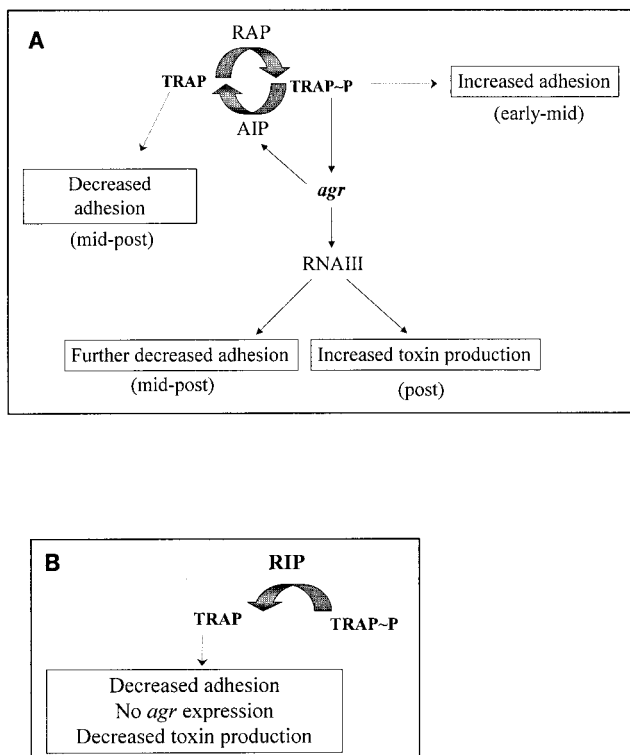 A
RAP
TRAP
TRAP~P
AIP
Increased adhesion
(early-mid)
Decreased
adhesion
(mid-post)
agr
RNAIII
Further decreased adhesion
(mid-post)
Increased toxin production
(post)
B
RIP
TRAP
TRAP~P
Decreased adhesion
No agr expression
Decreased toxin production